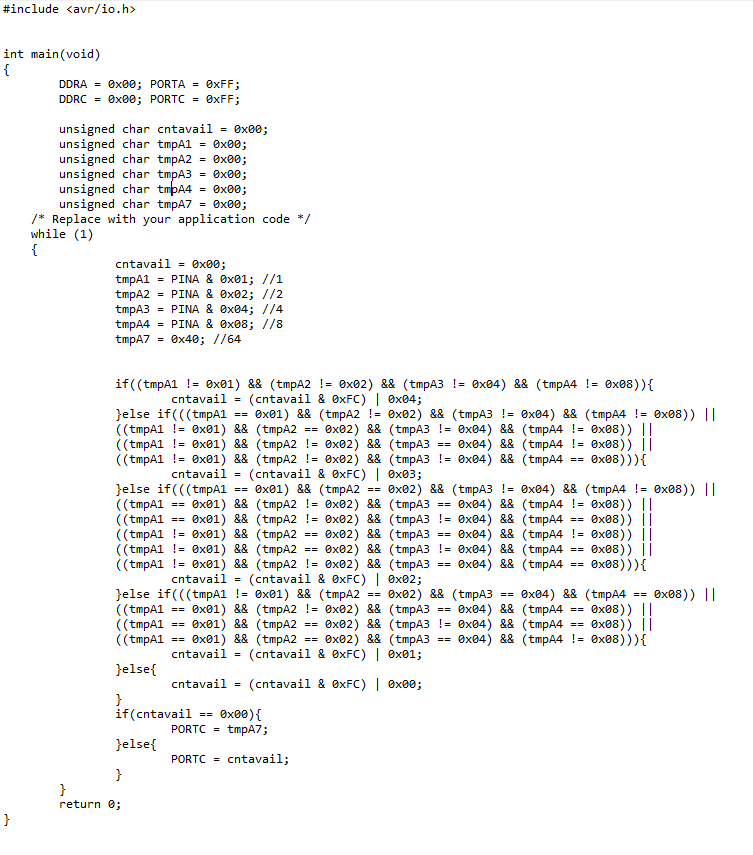 #include <avr/io.h>
int main(void)
{
DDRA = 0x00; PORTA = 0xFF;
DDRC = 0x00; PORTC = 0xFF;
unsigned char cntavail = 0x00;
unsigned char tmpA1 = 0x00;
unsigned char tmpA2 = 0x00;
unsigned char tmpA3 = 0x00;
unsigned char tmpA4 = 0x00;
unsigned char tmpA7 = 0x00;
/* Replace with your application code */
while (1)
{
cntavail = 0x00;
tmpA1 = PINA & 0x01; //1
tmpA2 = PINA & 0x02; //2
tmpA3 = PINA & 0x04; //4
tmpA4 = PINA & 0x08; //8
tmpA7 = 0x40; //64
if((tmpA1 != 0x01) && (tmpA2 != 0x02) && (tmpA3 != 0x04) && (tmpA4 != 0x08)){
cntavail = (cntavail & 0xFC) | 0x04;
}else if(((tmpA1 == 0x01) && (tmpA2 != 0x02) && (tmpA3 != 0x04) && (tmpA4 != 0x08)) ||
((tmpA1 != 0x01) && (tmpA2 == 0x02) && (tmpA3 != 0x04) && (tmpA4 != 0x08)) ||
((tmpA1 != 0x01) && (tmpA2 != 0x02) && (tmpA3 == 0x04) && (tmpA4 != 0x08)) ||
((tmpA1 != 0x01) && (tmpA2 != 0x02) && (tmpA3 != 0x04) && (tmpA4 == 0x08))){
cntavail = (cntavail & 0xFC) | 0x03;
}else if(((tmpA1 == 0x01) && (tmpA2 == 0x02) && (tmpA3 != 0x04) && (tmpA4 != 0x08)) ||
((tmpA1 == 0x01) && (tmpA2 != 0x02) && (tmpA3 == 0x04) && (tmpA4 != 0x08)) ||
((tmpA1 == 0x01) && (tmpA2 != 0x02) && (tmpA3 != 0x04) && (tmpA4 == 0x08)) ||
((tmpA1 != 0x01) && (tmpA2 == 0x02) && (tmpA3 == 0x04) && (tmpA4 != 0x08)) ||
((tmpA1 != 0x01) && (tmpA2 == 0x02) && (tmpA3 != 0x04) && (tmpA4 == 0x08)) ||
((tmpA1 != 0x01) && (tmpA2 != 0x02) && (tmpA3 == 0x04) && (tmpA4 == 0x08))){
cntavail = (cntavail & 0xFC) | 0x02;
}else if(((tmpA1 != 0x01) && (tmpA2 == 0x02) && (tmpA3 == 0x04) && (tmpA4 == 0x08)) ||
((tmpA1 == 0x01) && (tmpA2 != 0x02) && (tmpA3 == 0x04) && (tmpA4 == 0x08)) ||
((tmpA1 == 0x01) && (tmpA2 == 0x02) && (tmpA3 != 0x04) && (tmpA4 == 0x08)) ||
((tmpA1 == 0x01) && (tmpA2 == 0x02) && (tmpA3 == 0x04) && (tmpA4 != 0x08))){
cntavail = (cntavail & 0xFC) | 0x01;
}else{
cntavail = (cntavail & 0xFC) | 0x00;
}
if(cntavail == 0x00){
PORTC = tmpA7;
}else{
PORTC = cntavail;
}
}
return 0;
}